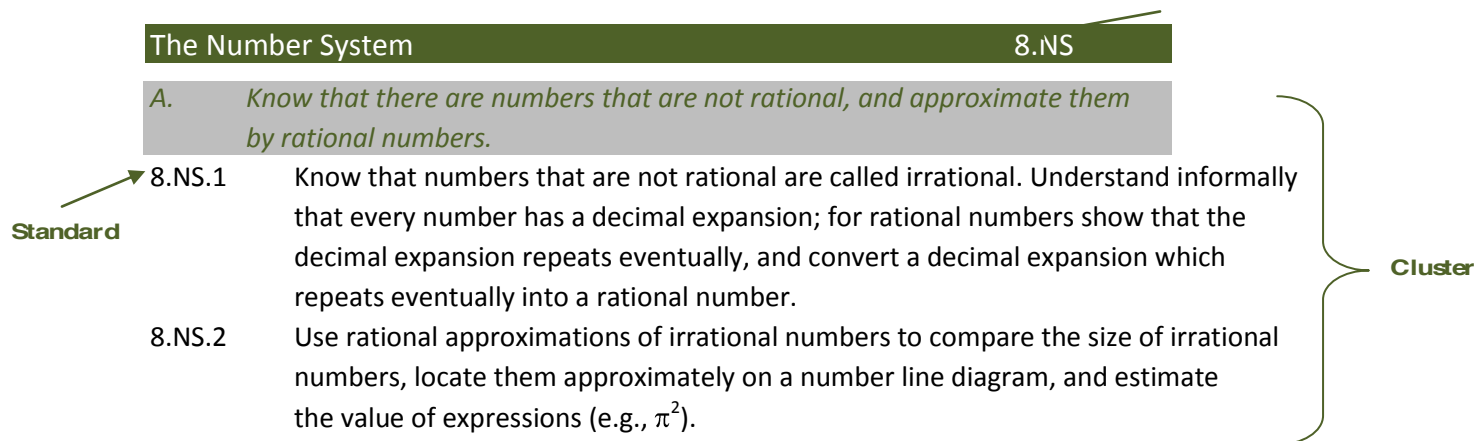 The Number System 8.NS
A. Know that there are numbers that are not rational, and approximate them
by rational numbers.
8.NS.1 Know that numbers that are not rational are called irrational. Understand informally
that every number has a decimal expansion; for rational numbers show that the
Standard
decimal expansion repeats eventually, and convert a decimal expansion which
Cluster
repeats eventually into a rational number.
8.NS.2 Use rational approximations of irrational numbers to compare the size of irrational
numbers, locate them approximately on a number line diagram, and estimate
the value of expressions (e.g., π²).